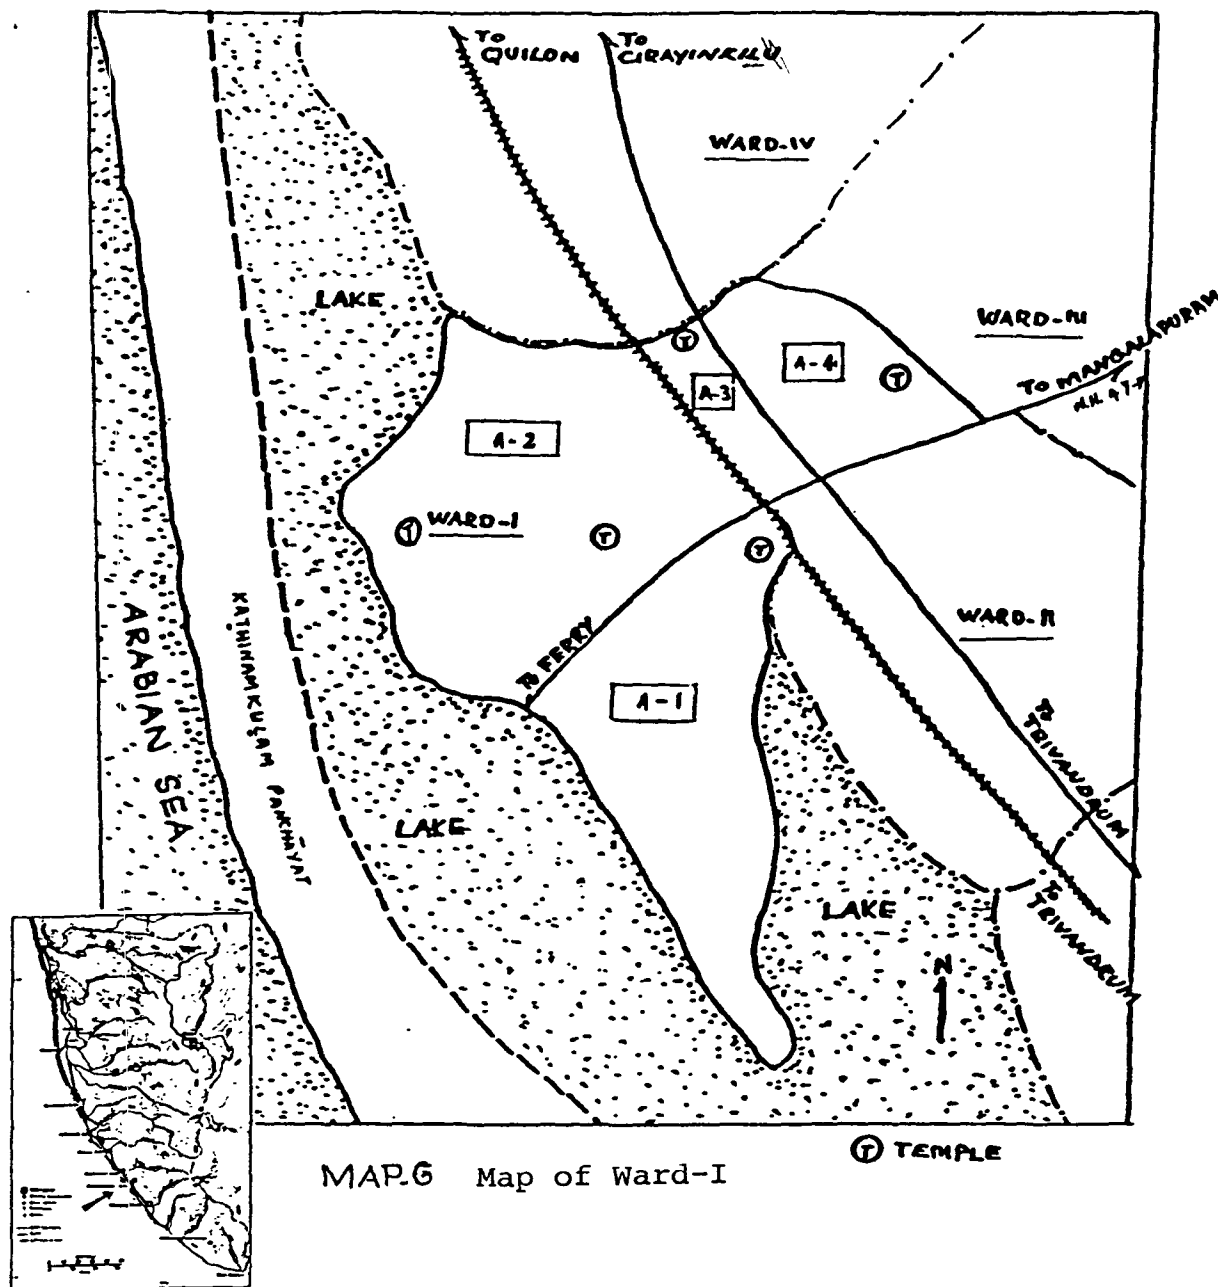 TO
QUILON
TO
CIRAYINKILU
WARD-IV
LAKE
WARD-III
TO MANGALAPURAM
N.H. 47
A-4
A-3
A-2
T
T
WARD-I
T
T
T
ARABIAN SEA
KATHINAMKULAM PANCHAYAT
TO FERRY
WARD-II
A-1
TO
TRIVANDRUM
LAKE
LAKE
TO
TRIVANDRUM
N
T TEMPLE
MAP.6 Map of Ward-I